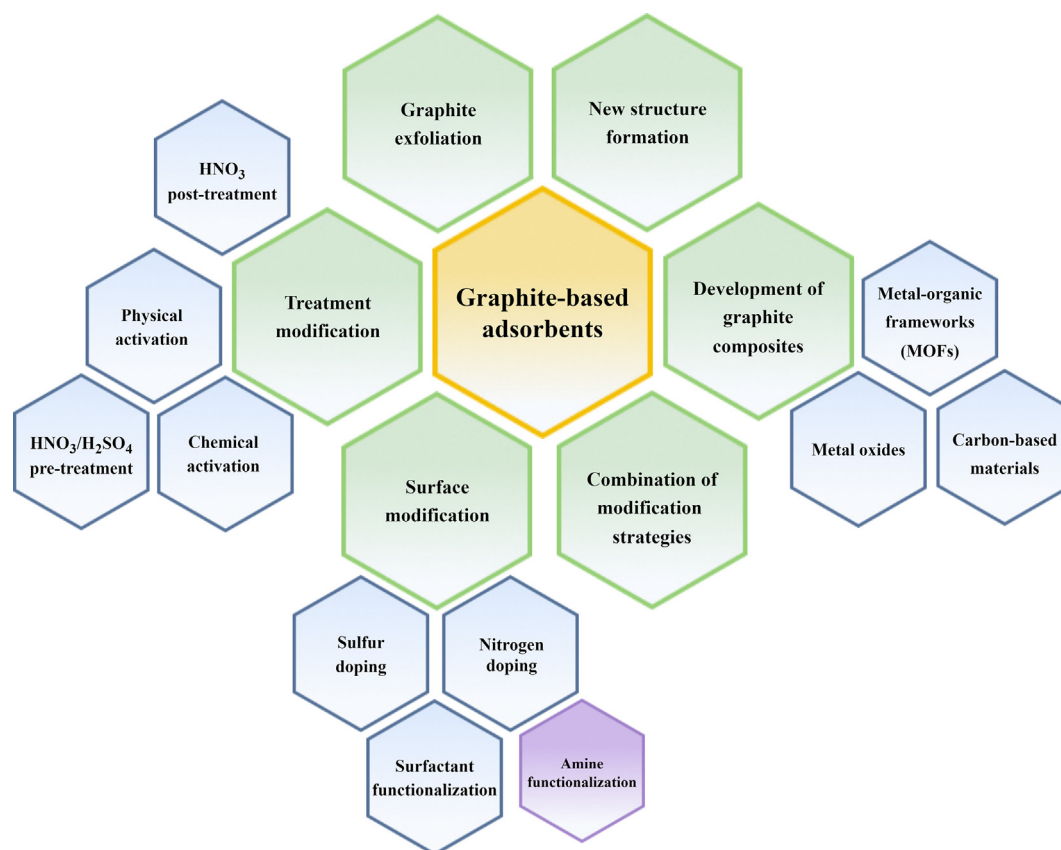 Graphite
exfoliation
New structure
formation
HNO₃
post-treatment
Treatment
modification
Graphite-based
adsorbents
Development of
graphite
composites
Metal-organic
frameworks
(MOFs)
Physical
activation
HNO₃/H₂SO₄
pre-treatment
Chemical
activation
Surface
modification
Combination of
modification
strategies
Metal oxides
Carbon-based
materials
Sulfur
doping
Nitrogen
doping
Surfactant
functionalization
Amine
functionalization